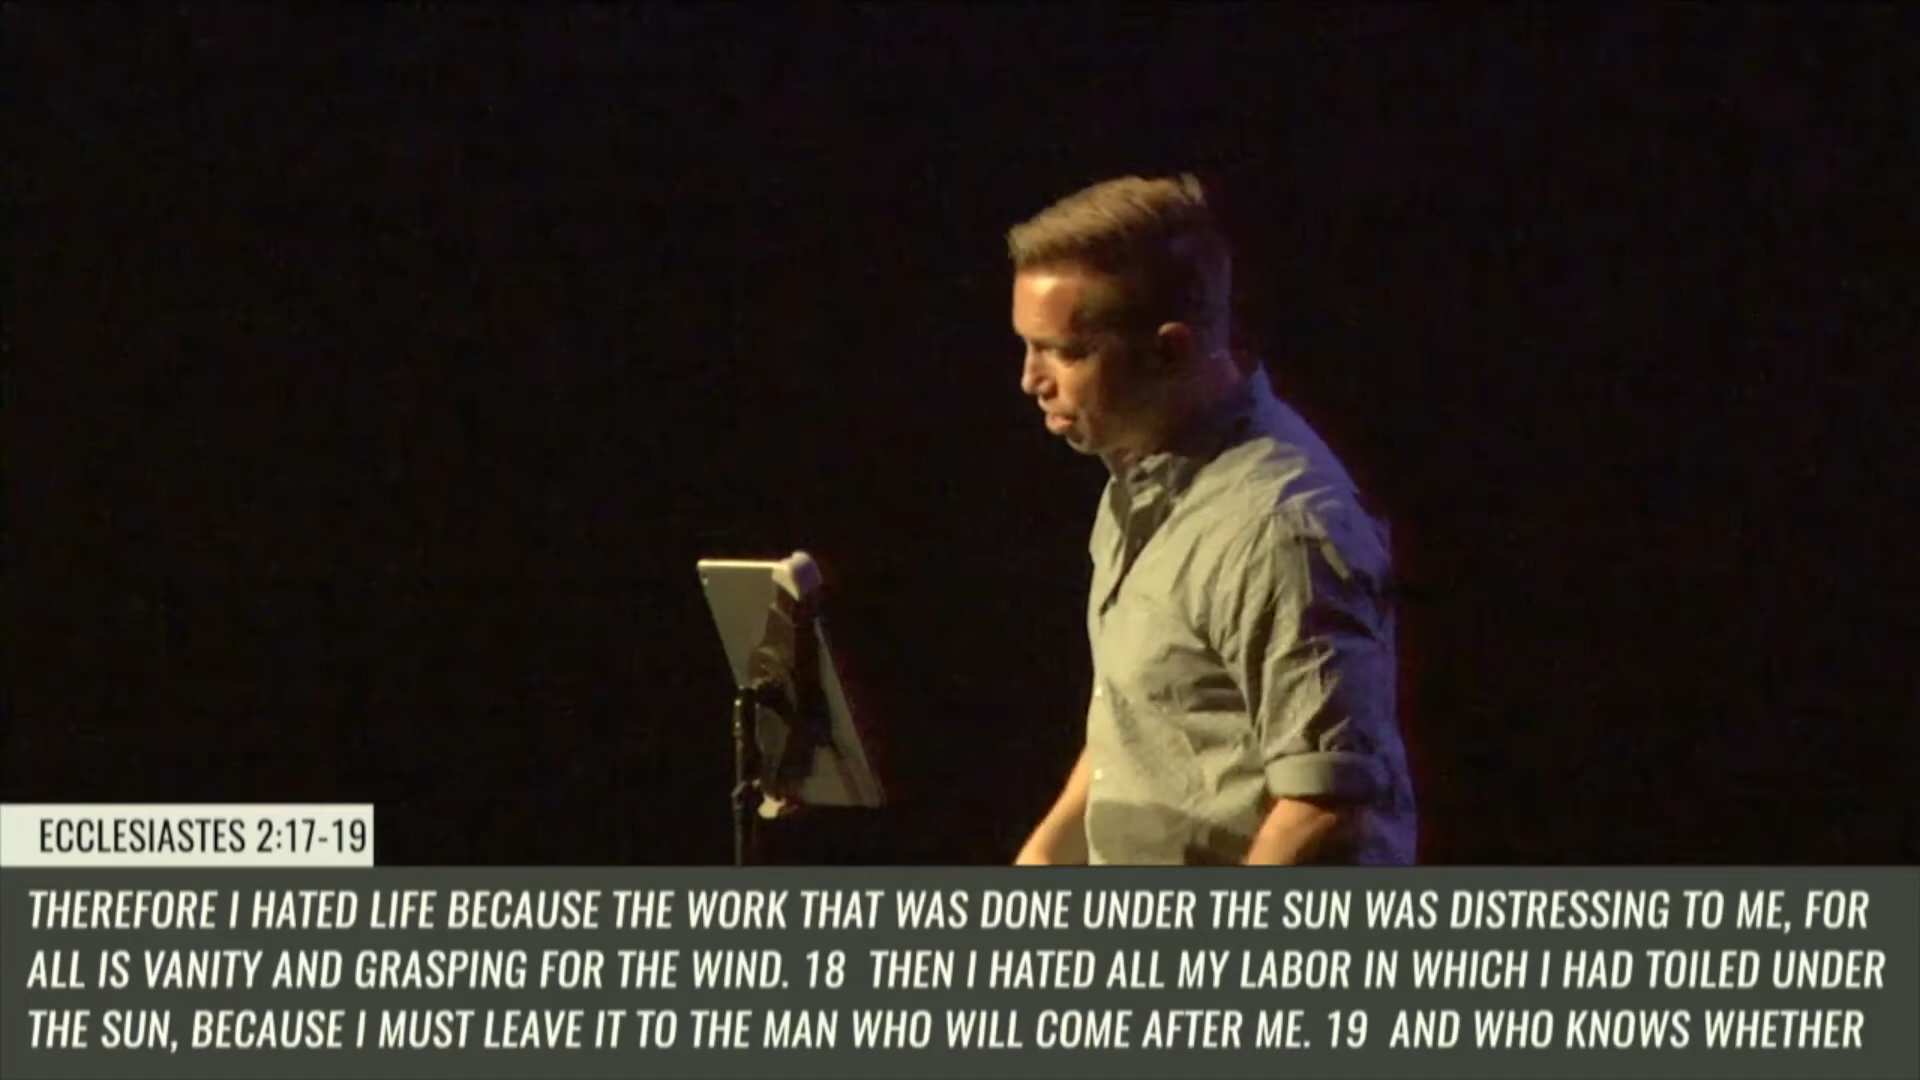 ECCLESIASTES 2:17-19
THEREFORE I HATED LIFE BECAUSE THE WORK THAT WAS DONE UNDER THE SUN WAS DISTRESSING TO ME, FOR
ALL IS VANITY AND GRASPING FOR THE WIND. 18 THEN I HATED ALL MY LABOR IN WHICH I HAD TOILED UNDER
THE SUN, BECAUSE I MUST LEAVE IT TO THE MAN WHO WILL COME AFTER ME. 19 AND WHO KNOWS WHETHER